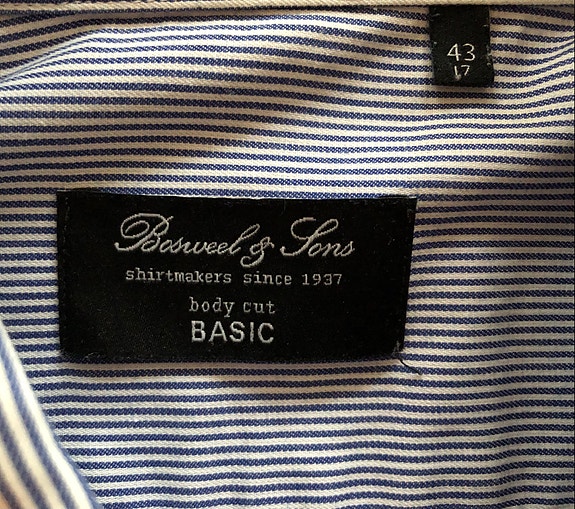 43
17
Bosweel & Sons
shirtmakers since 1937
body cut
BASIC